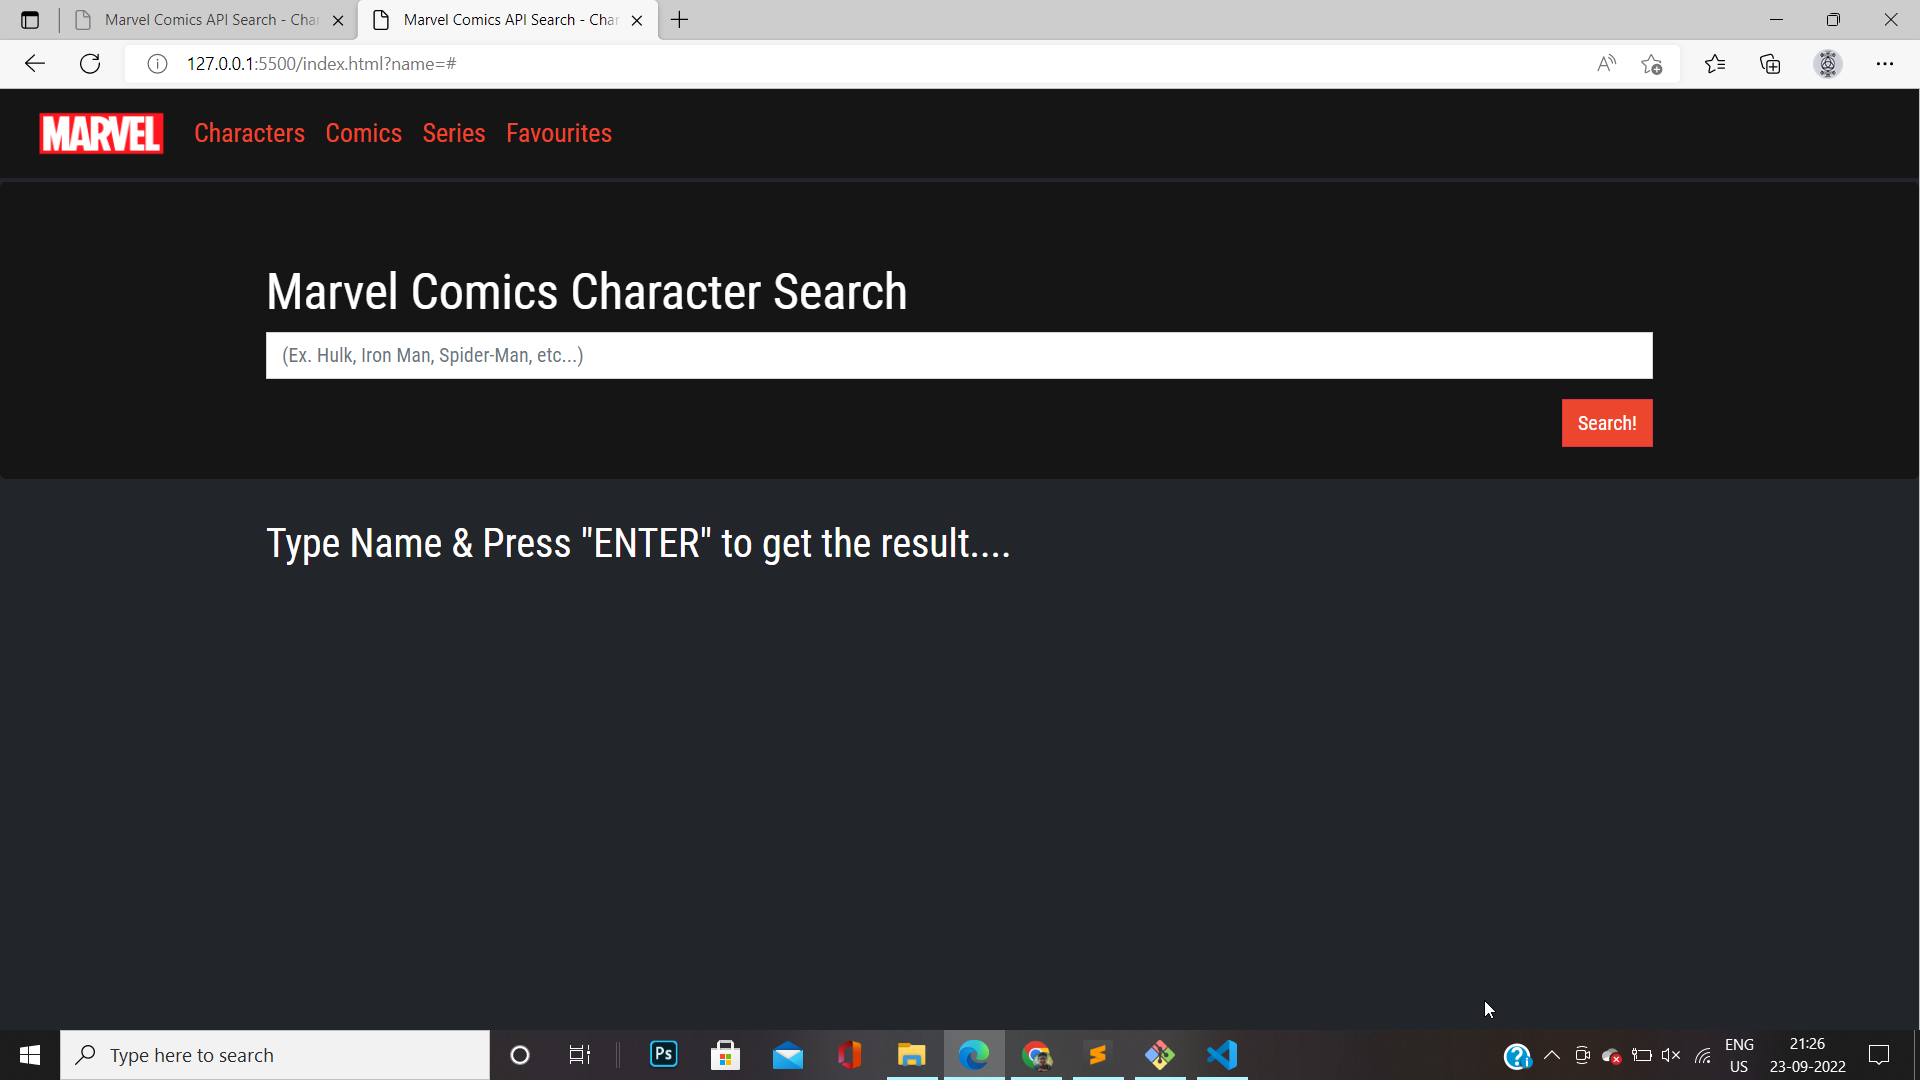 Marvel Comics API Search - Cha
Marvel Comics API Search - Cha
127.0.0.1:5500/index.html?name=#
MARVEL Characters Comics Series Favourites
Marvel Comics Character Search
(Ex. Hulk, Iron Man, Spider-Man, etc...)
Search!
Type Name & Press "ENTER" to get the result....
Type here to search
Ps
ENG
US
21:26
23-09-2022